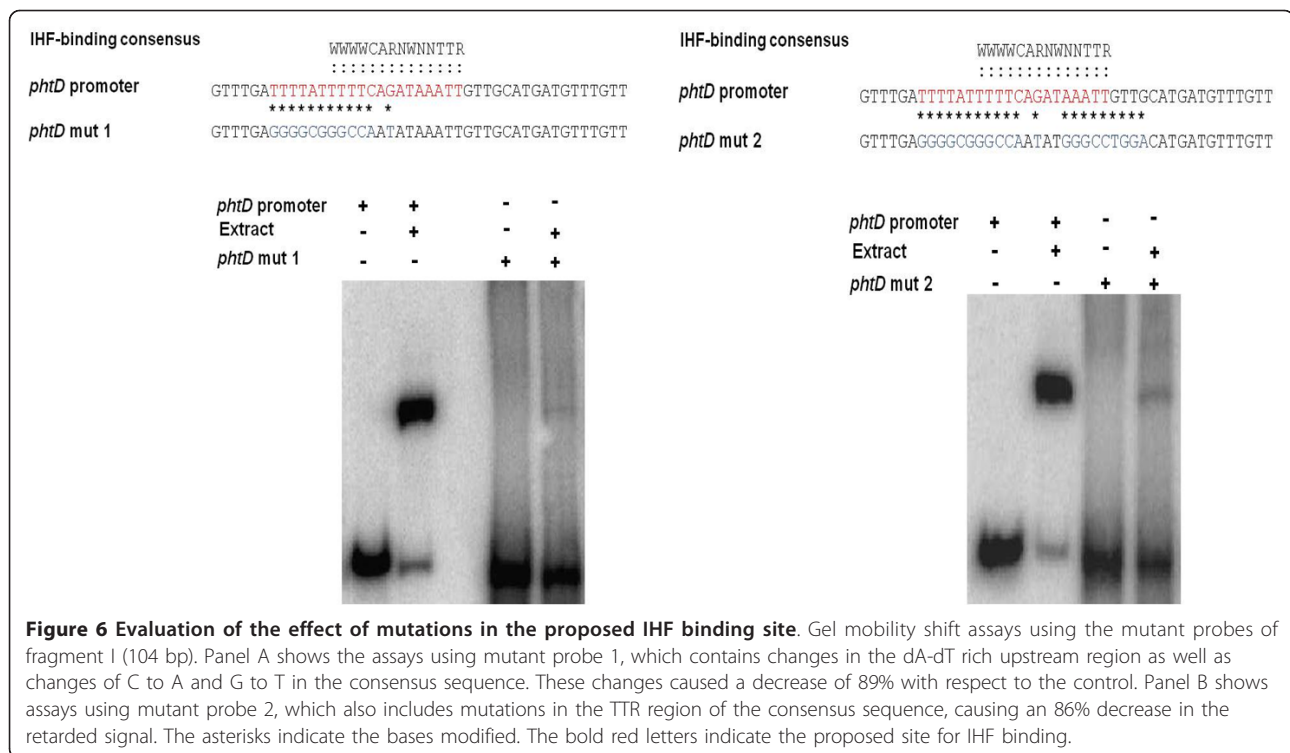 IHF-binding consensus
WWWWCARNWNNTTR
::::::::::::::
phtD promoter
GTTTGATTTTATTTTTCAGATAAATTGTTGCATGATGTTTGTT
*********** *
phtD mut 1
GTTTGAGGGGCGGGCCAATATAAATTGTTGCATGATGTTTGTT
phtD promoter + + - -
Extract - + - +
phtD mut 1 - - + +
IHF-binding consensus
WWWWCARNWNNTTR
::::::::::::::
phtD promoter
GTTTGATTTTATTTTTCAGATAAATTGTTGCATGATGTTTGTT
*********** * *********
phtD mut 2
GTTTGAGGGGCGGGCCAATATGGGCCTGGACATGATGTTTGTT
phtD promoter + + - -
Extract - + - +
phtD mut 2 - - + +
Figure 6 Evaluation of the effect of mutations in the proposed IHF binding site. Gel mobility shift assays using the mutant probes of
fragment I (104 bp). Panel A shows the assays using mutant probe 1, which contains changes in the dA-dT rich upstream region as well as
changes of C to A and G to T in the consensus sequence. These changes caused a decrease of 89% with respect to the control. Panel B shows
assays using mutant probe 2, which also includes mutations in the TTR region of the consensus sequence, causing an 86% decrease in the
retarded signal. The asterisks indicate the bases modified. The bold red letters indicate the proposed site for IHF binding.